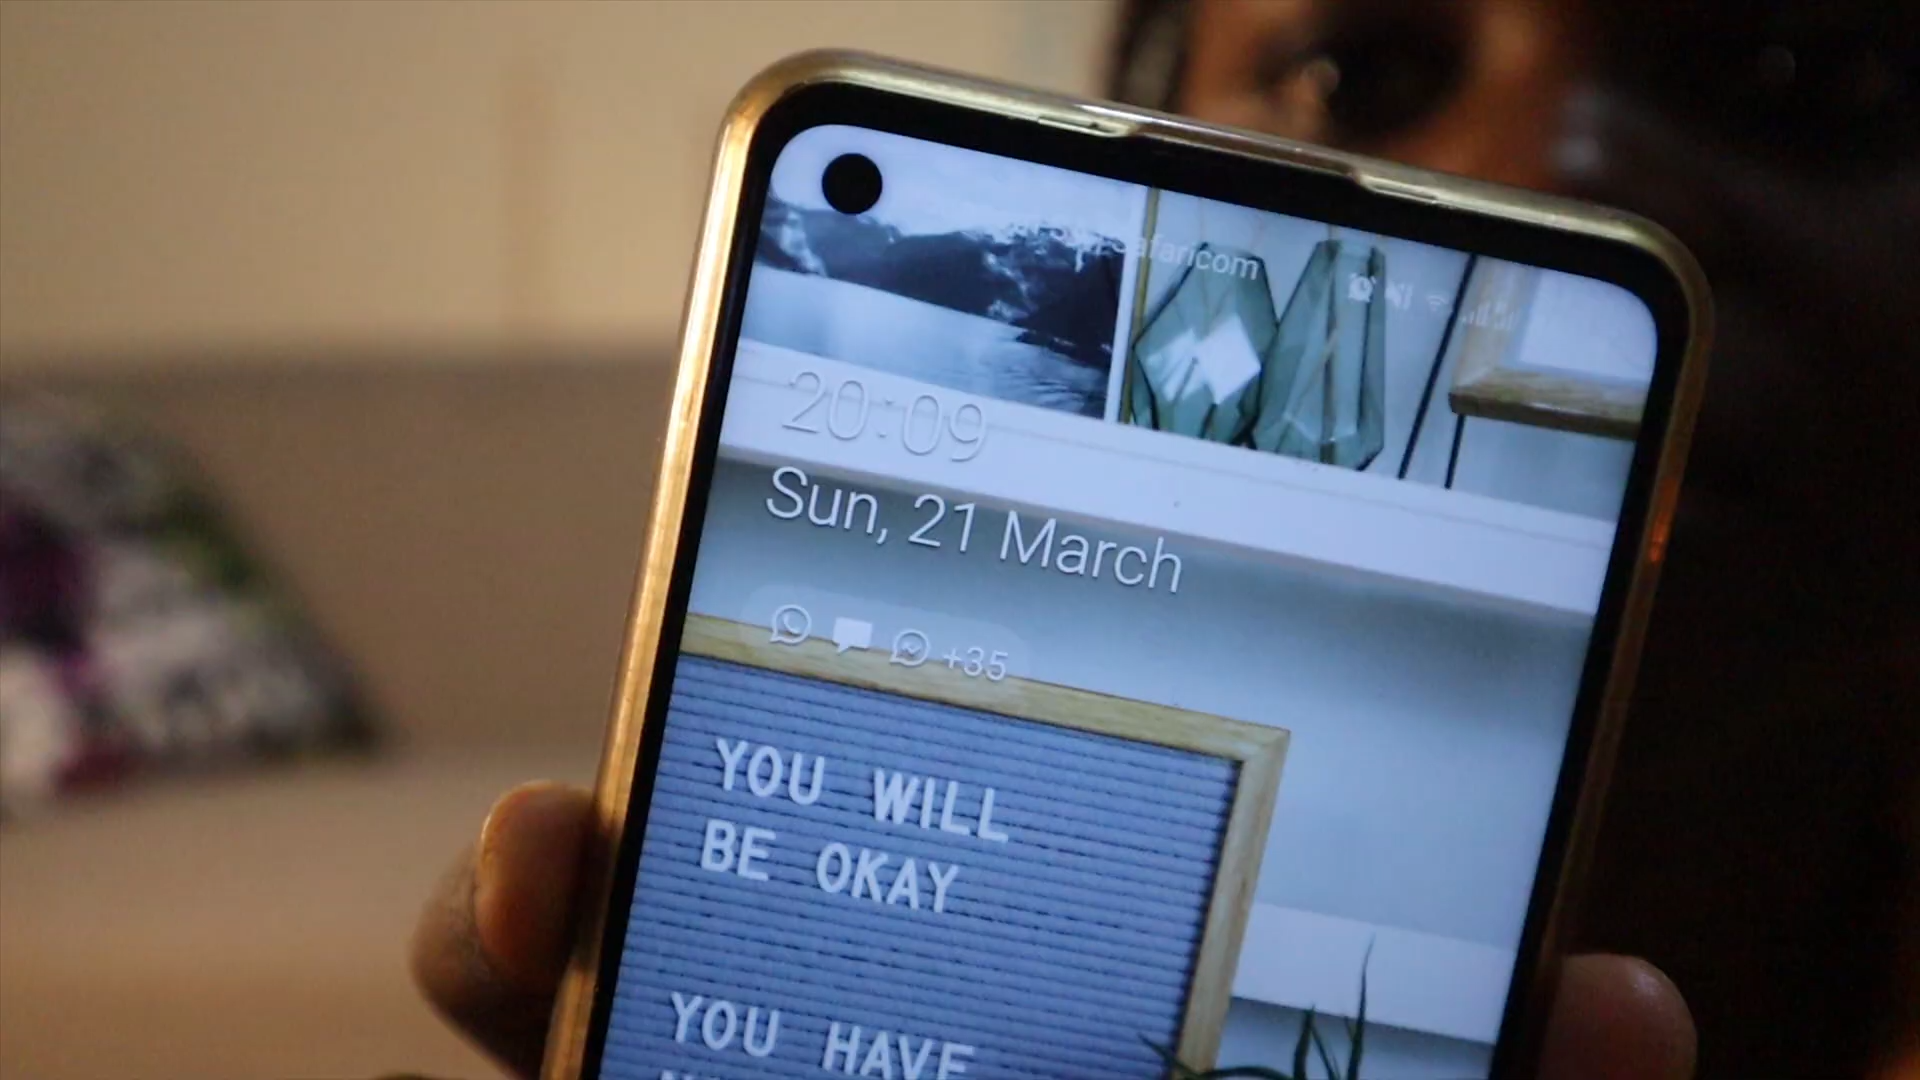 Safaricom
20:09
Sun, 21 March
+35
YOU WILL
BE OKAY
YOU HAVE